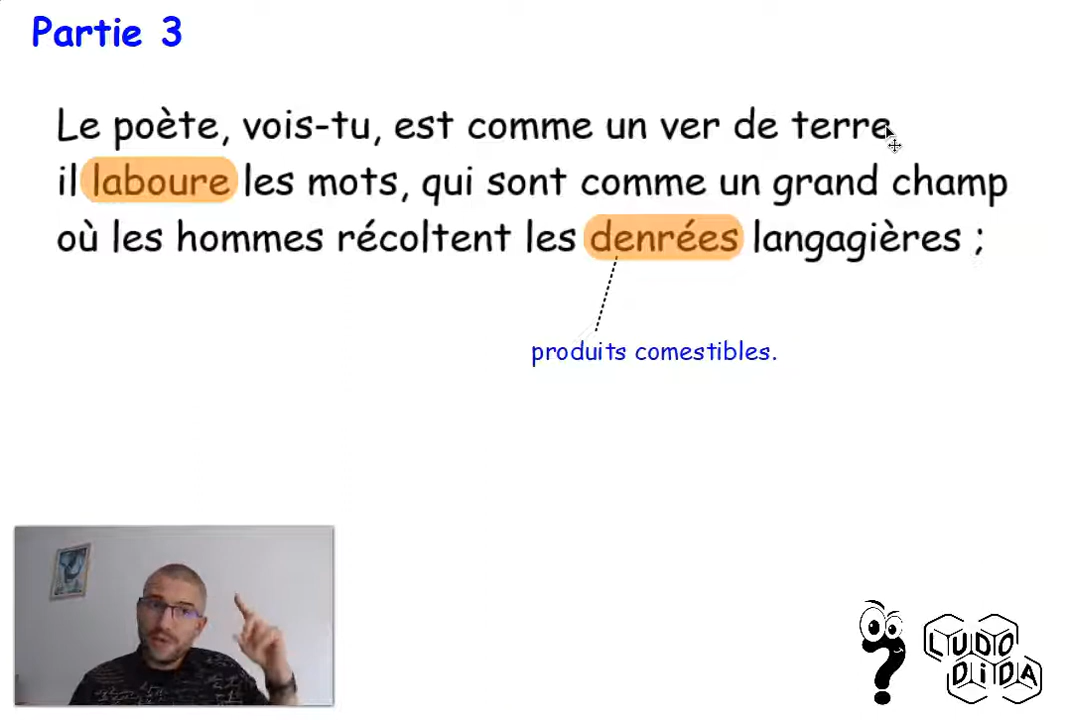 Partie 3
Le poète, vois-tu, est comme un ver de terre
il laboure les mots, qui sont comme un grand champ
où les hommes récoltent les denrées langagières ;
produits comestibles.
LUDO
DiDA